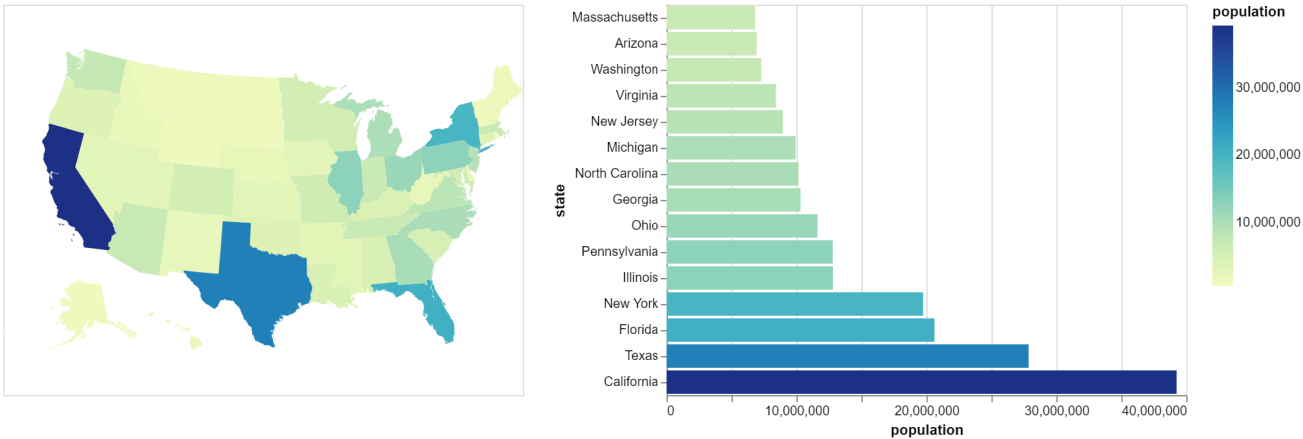 Massachusetts
Arizona
Washington
Virginia
New Jersey
Michigan
North Carolina
Georgia
Ohio
Pennsylvania
Illinois
New York
Florida
Texas
California
state
0 10,000,000 20,000,000 30,000,000 40,000,000
population
population
30,000,000
20,000,000
10,000,000